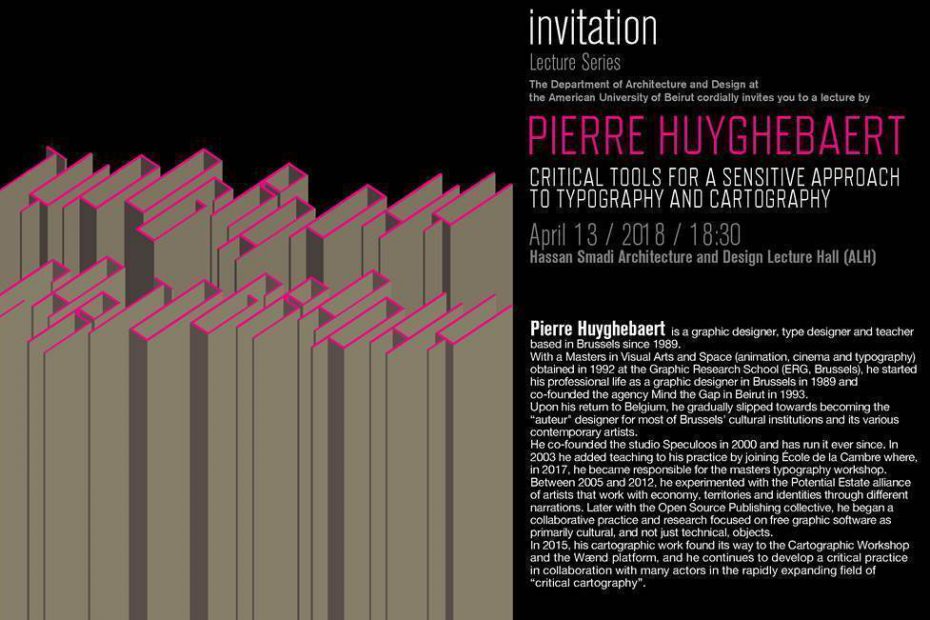 invitation
Lecture Series
The Department of Architecture and Design at
the American University of Beirut cordially invites you to a lecture by
PIERRE HUYGHEBAERT
CRITICAL TOOLS FOR A SENSITIVE APPROACH
TO TYPOGRAPHY AND CARTOGRAPHY
April 13 / 2018 / 18:30
Hassan Smadi Architecture and Design Lecture Hall (ALH)
Pierre Huyghebaert is a graphic designer, type designer and teacher
based in Brussels since 1989.
With a Masters in Visual Arts and Space (animation, cinema and typography)
obtained in 1992 at the Graphic Research School (ERG, Brussels), he started
his professional life as a graphic designer in Brussels in 1989 and
co-founded the agency Mind the Gap in Beirut in 1993.
Upon his return to Belgium, he gradually slipped towards becoming the
“auteur" designer for most of Brussels' cultural institutions and its various
contemporary artists.
He co-founded the studio Speculoos in 2000 and has run it ever since. In
2003 he added teaching to his practice by joining École de la Cambre where,
in 2017, he became responsible for the masters typography workshop.
Between 2005 and 2012, he experimented with the Potential Estate alliance
of artists that work with economy, territories and identities through different
narrations. Later with the Open Source Publishing collective, he began a
collaborative practice and research focused on free graphic software as
primarily cultural, and not just technical, objects.
In 2015, his cartographic work found its way to the Cartographic Workshop
and the Wænd platform, and he continues to develop a critical practice
in collaboration with many actors in the rapidly expanding field of
“critical cartography”.